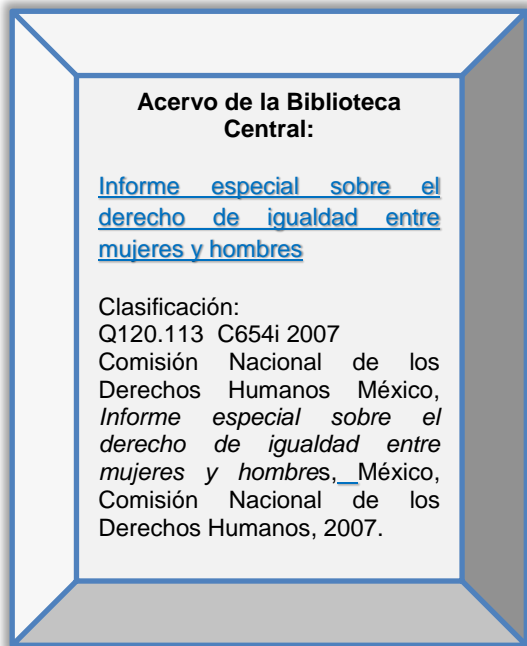 Acervo de la Biblioteca
Central:
Informe especial sobre el
derecho de igualdad entre
mujeres y hombres
Clasificación:
Q120.113 C654i 2007
Comisión Nacional de los
Derechos Humanos México,
Informe especial sobre el
derecho de igualdad entre
mujeres y hombres, México,
Comisión Nacional de los
Derechos Humanos, 2007.